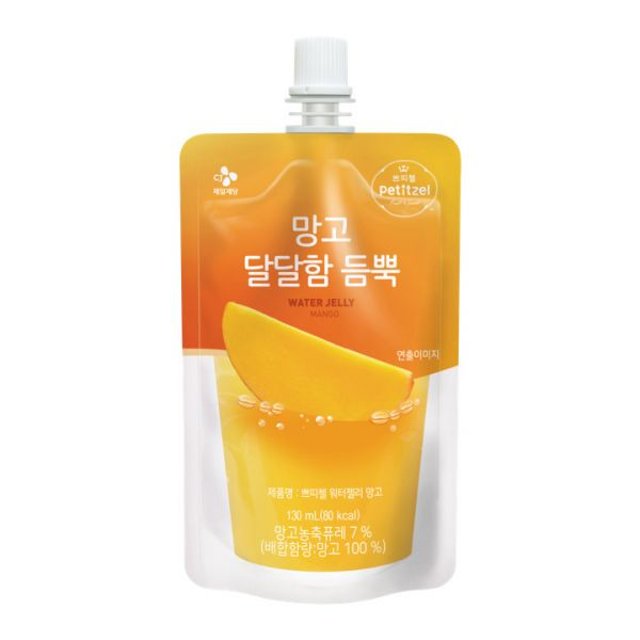 CJ
제일제당
쁘띠첼
petitzel
망고
달달함 듬뿍
WATER JELLY
MANGO
연출이미지
제품명 : 쁘띠첼 워터젤리 망고
130 mL(80 kcal)
망고농축퓨레 7 %
(배합함량:망고 100 %)